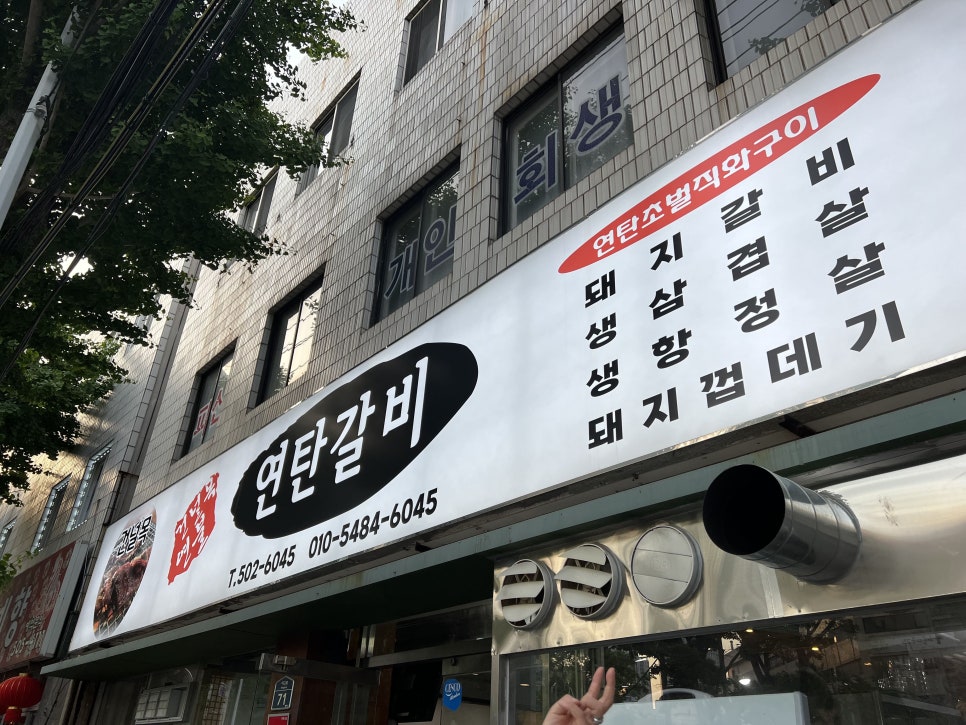 개인회생
연탄초벌직화구이
돼지갈비
생삼겹살
생항정살
돼지껍데기
연탄갈비
T.502-6045 010-5484-6045
CESCO
71